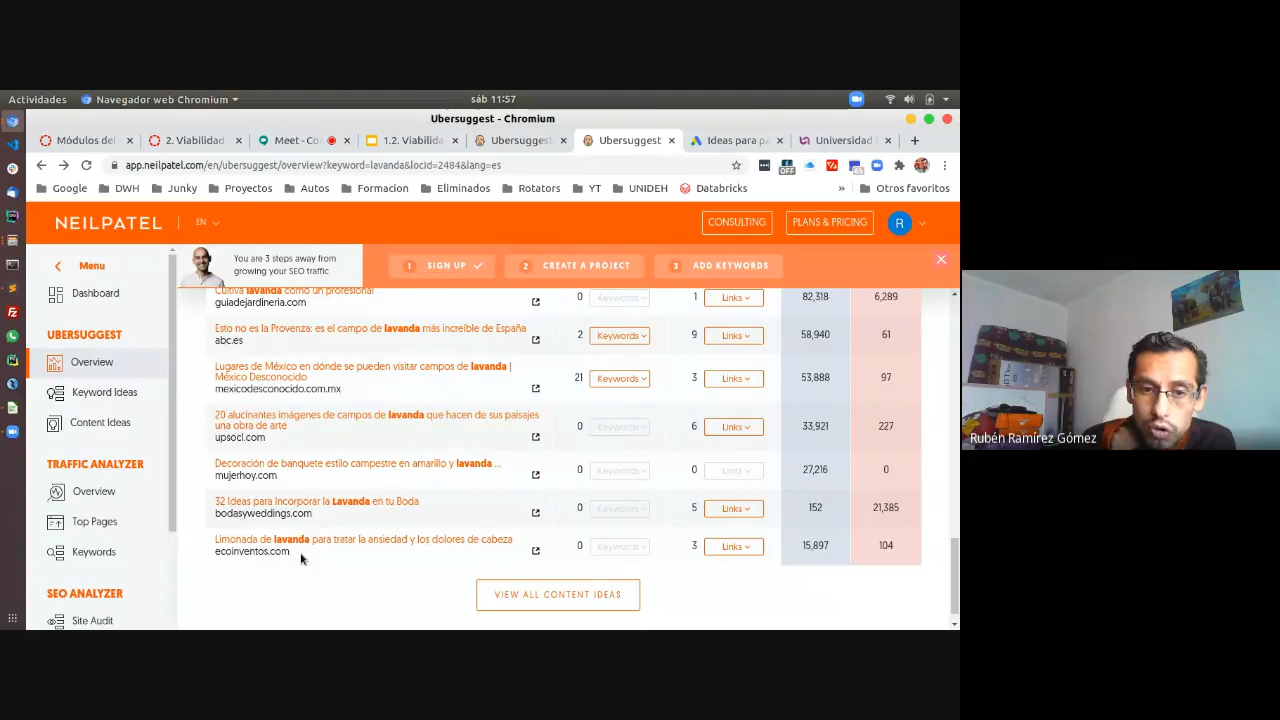 Actividades Navegador web Chromium sáb 11:57
Ubersuggest - Chromium
Módulos del 2. Viabilidad Meet - Co 1.2. Viabilida Ubersuggest Ubersuggest Ideas para pa Universidad
app.neilpatel.com/en/ubersuggest/overview?keyword=lavanda&locId=2484&lang=es
OFF
Google DWH Junky Proyectos Autos Formacion Eliminados Rotators YT UNIDEH Databricks » Otros favoritos
NEILPATEL EN CONSULTING PLANS & PRICING R
You are 3 steps away from
growing your SEO traffic
1 SIGN UP 2 CREATE A PROJECT 3 ADD KEYWORDS
Menu
Dashboard
UBERSUGGEST
Overview
Keyword Ideas
Content Ideas
TRAFFIC ANALYZER
Overview
Top Pages
Keywords
SEO ANALYZER
Site Audit
Cultiva lavanda como un profesional
guiadejardineria.com
0 Keywords 1 Links 82,318 6,289
Esto no es la Provenza: es el campo de lavanda más increíble de España
abc.es
2 Keywords 9 Links 58,940 61
Lugares de México en dónde se pueden visitar campos de lavanda |
México Desconocido
mexicodesconocido.com.mx
21 Keywords 3 Links 53,888 97
20 alucinantes imágenes de campos de lavanda que hacen de sus paisajes
una obra de arte
upsocl.com
0 Keywords 6 Links 33,921 227
Decoración de banquete estilo campestre en amarillo y lavanda ...
mujerhoy.com
0 Keywords 0 Links 27,216 0
32 Ideas para Incorporar la Lavanda en tu Boda
bodasyweddings.com
0 Keywords 5 Links 152 21,385
Limonada de lavanda para tratar la ansiedad y los dolores de cabeza
ecoinventos.com
0 Keywords 3 Links 15,897 104
VIEW ALL CONTENT IDEAS
Rubén Ramírez Gómez